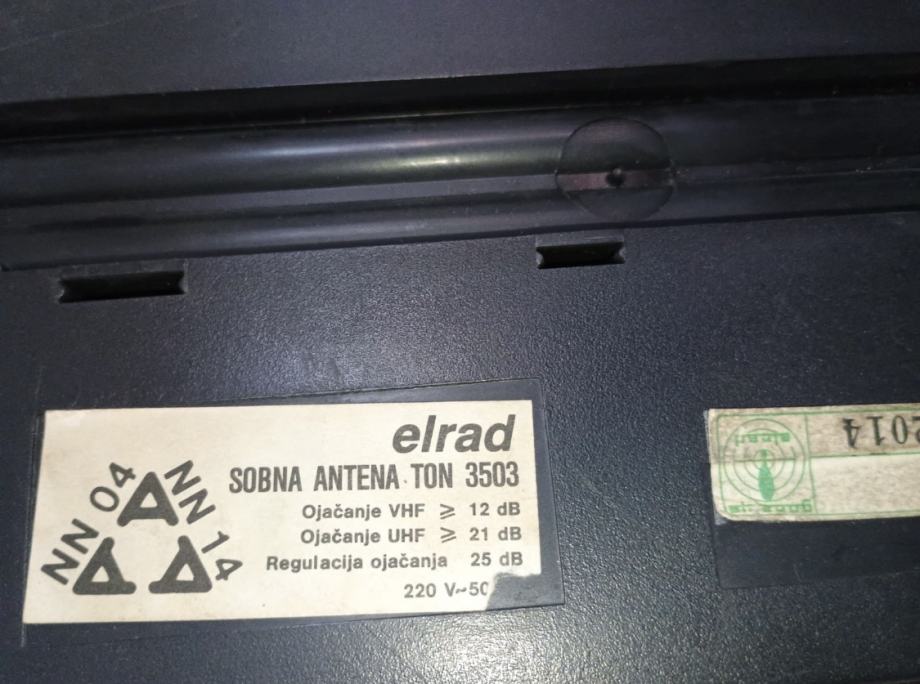 elrad
SOBNA ANTENA TON 3503
Ojačanje VHF ≥ 12 dB
Ojačanje UHF ≥ 21 dB
Regulacija ojačanja 25 dB
220 V~50
NN 04
NN 14
2014